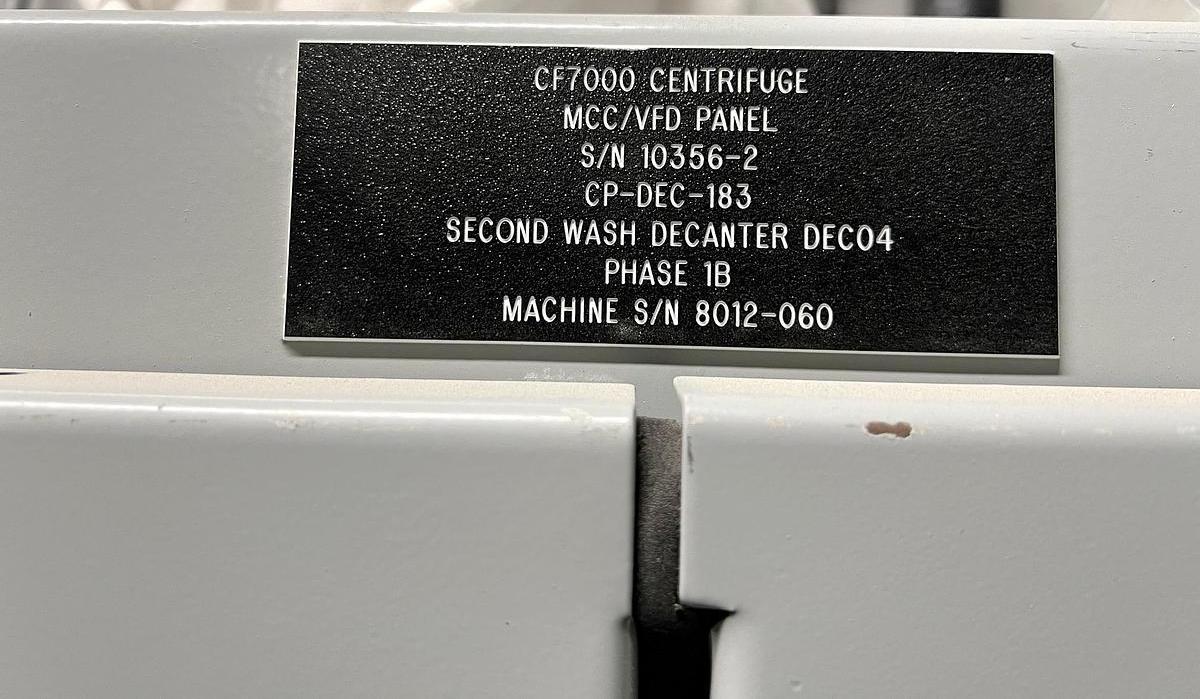 CF7000 CENTRIFUGE
MCC/VFD PANEL
S/N 10356-2
CP-DEC-183
SECOND WASH DECANTER DEC04
PHASE 1B
MACHINE S/N 8012-060